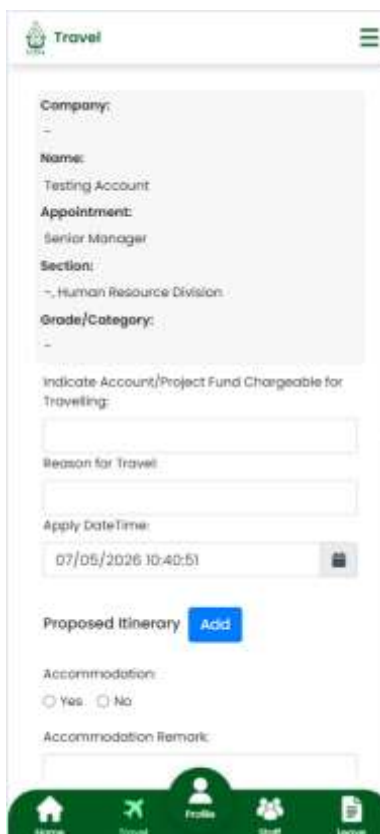 Travel
Company:
-
Name:
Testing Account
Appointment:
Senior Manager
Section:
-, Human Resource Division
Grade/Category:
-
Indicate Account/Project Fund Chargeable for
Travelling:
Reason for Travel:
Apply DateTime:
07/05/2026 10:40:51
Proposed Itinerary Add
Accommodation:
Yes No
Accommodation Remark:
Home Travel Profile Staff Leave